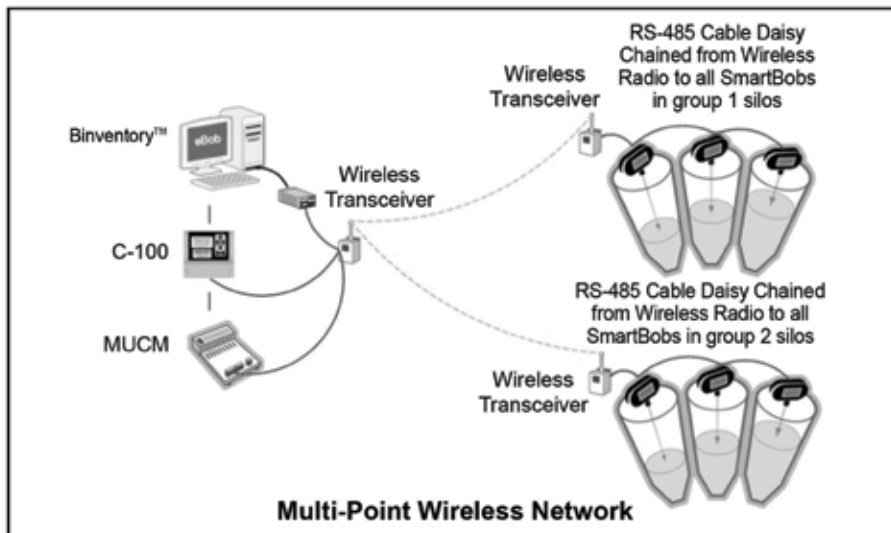 RS-485 Cable Daisy
Chained from Wireless
Radio to all SmartBobs
in group 1 silos
Wireless
Transceiver
Binventory™
eBob
Wireless
Transceiver
C-100
MUCM
RS-485 Cable Daisy Chained
from Wireless Radio to all
SmartBobs in group 2 silos
Wireless
Transceiver
Multi-Point Wireless Network